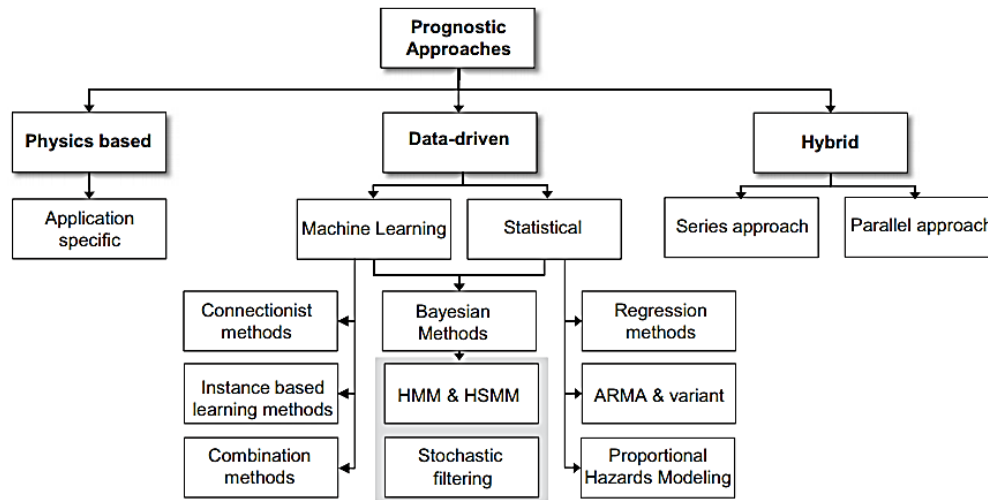 Prognostic
Approaches
Physics based
Data-driven
Hybrid
Application
specific
Machine Learning
Statistical
Series approach
Parallel approach
Connectionist
methods
Bayesian
Methods
Regression
methods
Instance based
learning methods
HMM & HSMM
ARMA & variant
Combination
methods
Stochastic
filtering
Proportional
Hazards Modeling